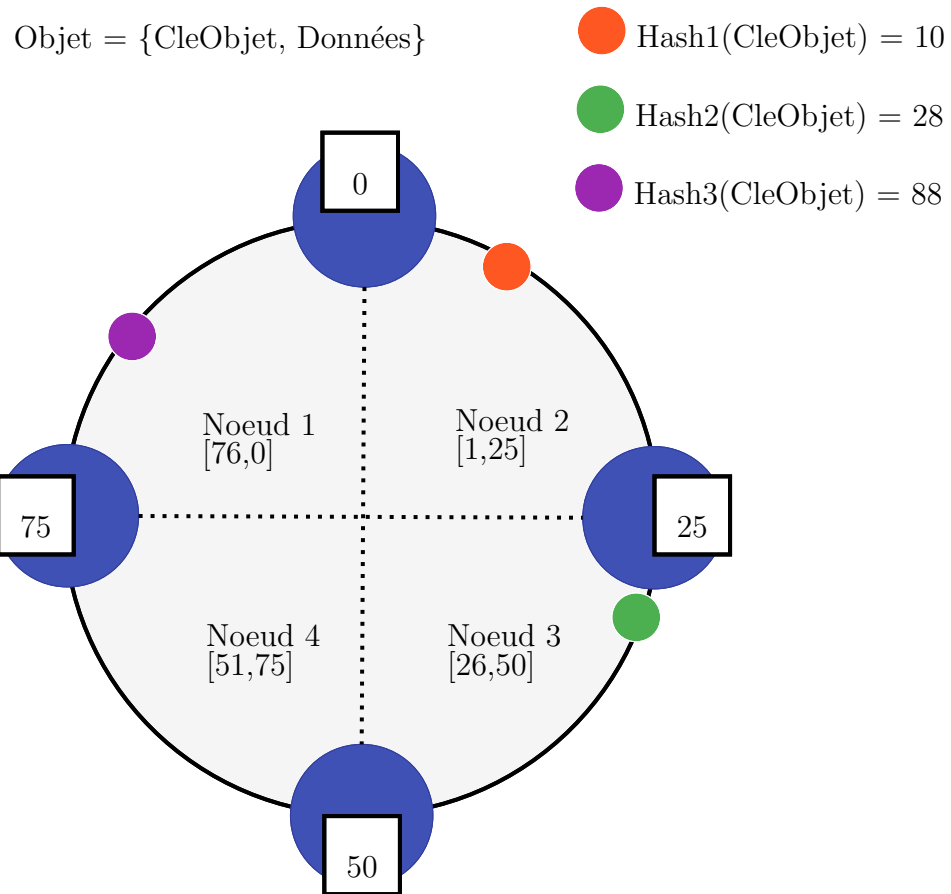 Objet = {CleObjet, Données}
Hash1(CleObjet) = 10
Hash2(CleObjet) = 28
Hash3(CleObjet) = 88
0
Noeud 1
[76,0]
Noeud 2
[1,25]
75
25
Noeud 4
[51,75]
Noeud 3
[26,50]
50